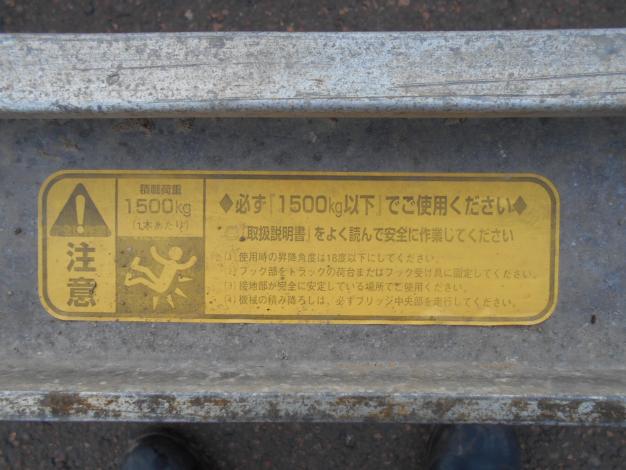 注意
積載荷重
1500kg
(1本あたり)
◆必ず「1500kg以下」でご使用ください◆
「取扱説明書」をよく読んで安全に作業してください
(1) 使用時の昇降角度は18度以下にしてください。
(2) フック部をトラックの荷台またはフック受け具に固定してください。
(3) 接地部が完全に安定している場所でご使用ください。
(4) 機械の積み降ろしは、必ずブリッジ中央部を走行してください。